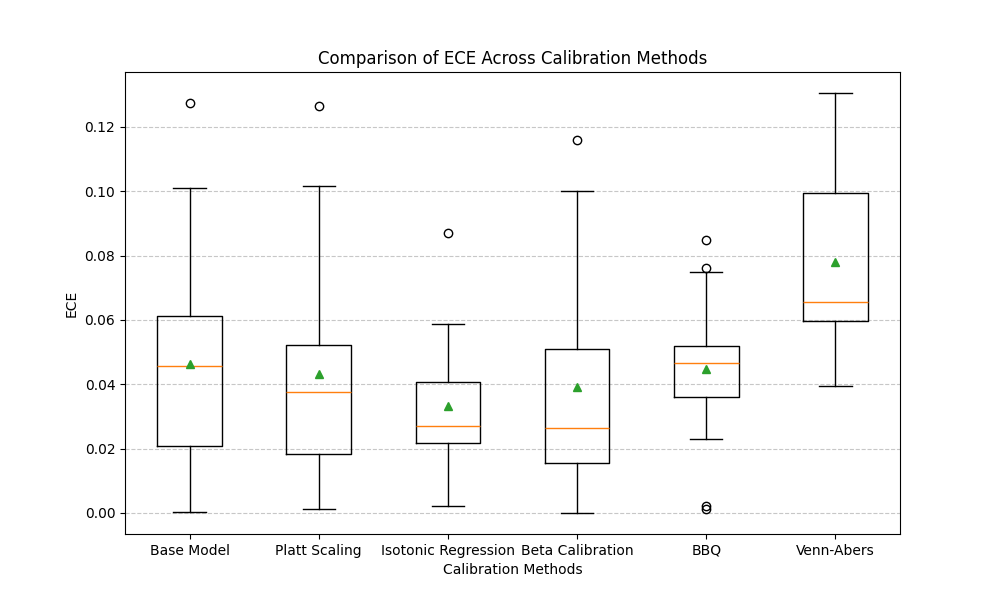 Comparison of ECE Across Calibration Methods
ECE
0.12
0.10
0.08
0.06
0.04
0.02
0.00
Base Model Platt Scaling Isotonic Regression Beta Calibration BBQ Venn-Abers
Calibration Methods